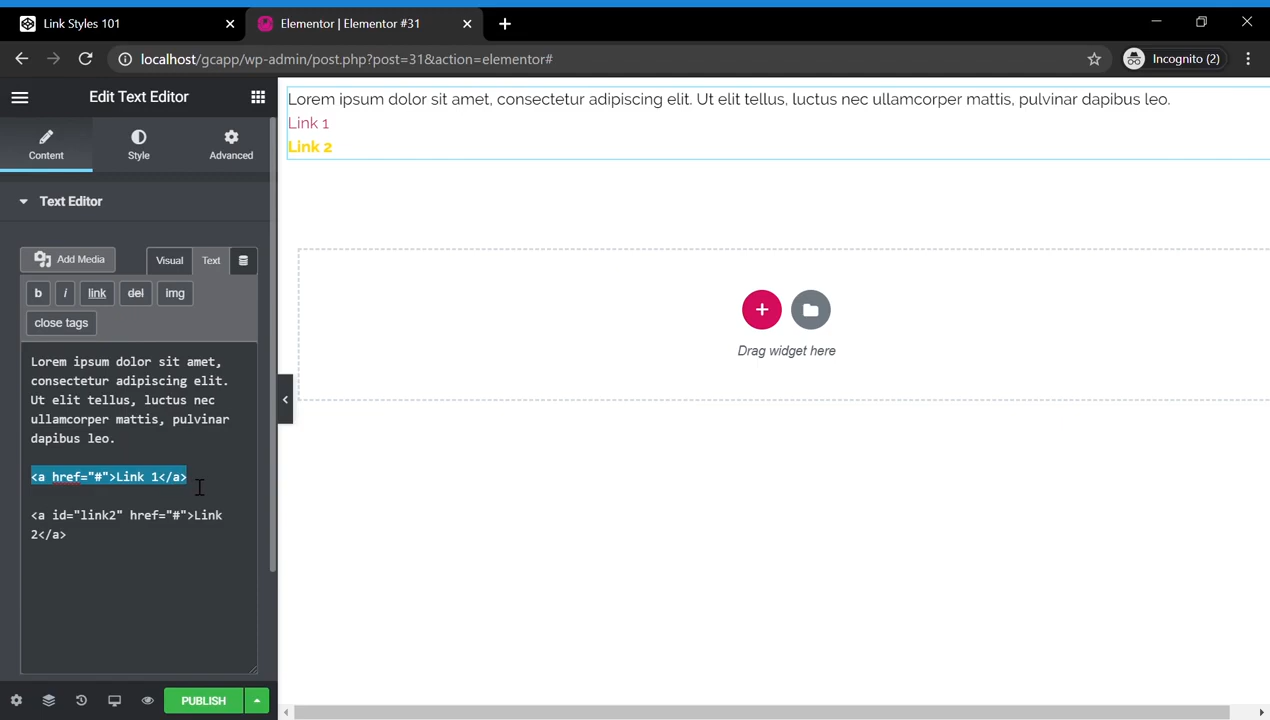 Link Styles 101
Elementor | Elementor #31
localhost/gcapp/wp-admin/post.php?post=31&action=elementor#
Incognito (2)
Edit Text Editor
Content
Style
Advanced
Text Editor
Add Media
Visual
Text
b
i
link
del
img
close tags
Lorem ipsum dolor sit amet,
consectetur adipiscing elit.
Ut elit tellus, luctus nec
ullamcorper mattis, pulvinar
dapibus leo.
<a href="#">Link 1</a>
<a id="link2" href="#">Link
2</a>
PUBLISH
Lorem ipsum dolor sit amet, consectetur adipiscing elit. Ut elit tellus, luctus nec ullamcorper mattis, pulvinar dapibus leo.
Link 1
Link 2
Drag widget here